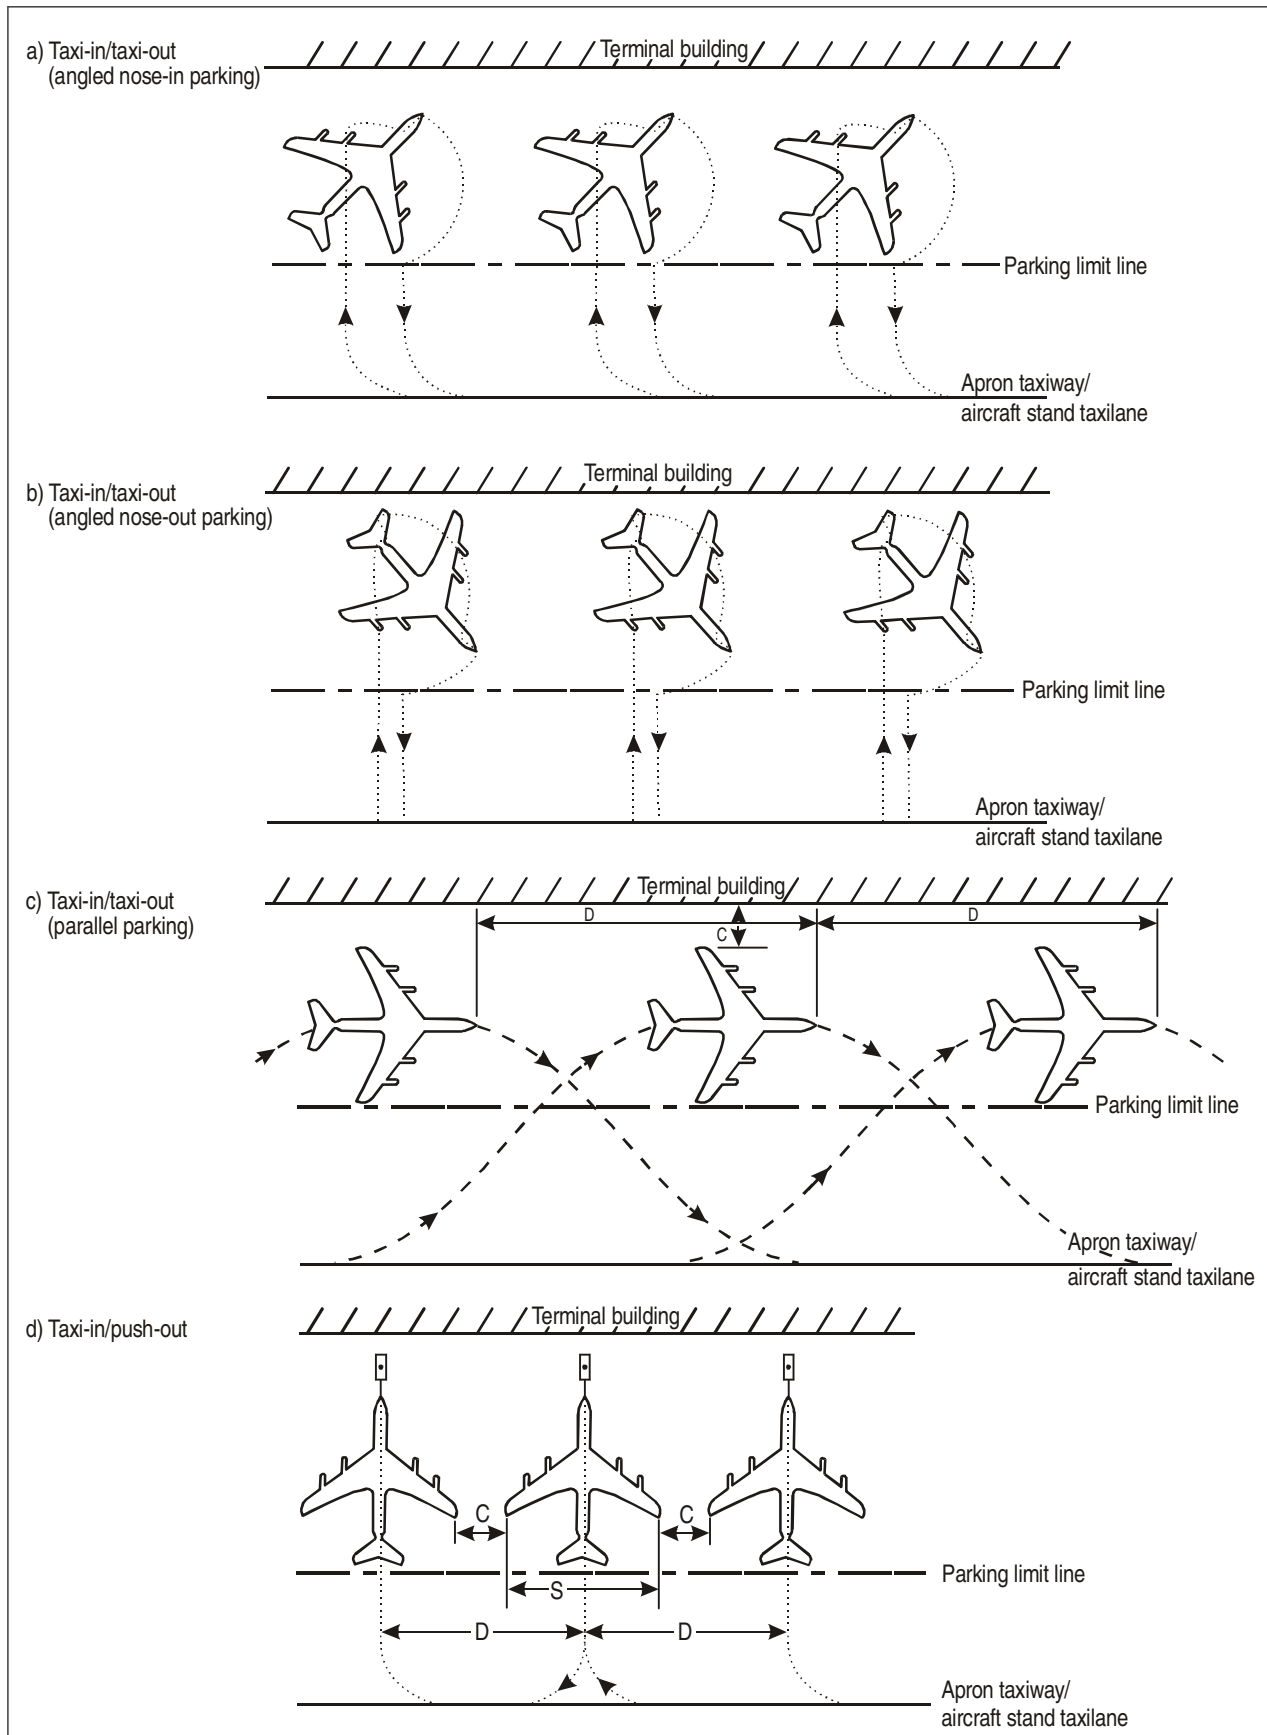 a) Taxi-in/taxi-out
(angled nose-in parking)
Terminal building
Parking limit line
Apron taxiway/
aircraft stand taxilane
b) Taxi-in/taxi-out
(angled nose-out parking)
Terminal building
Parking limit line
Apron taxiway/
aircraft stand taxilane
c) Taxi-in/taxi-out
(parallel parking)
Terminal building
D
D
C
Parking limit line
Apron taxiway/
aircraft stand taxilane
d) Taxi-in/push-out
Terminal building
C
C
Parking limit line
S
D
D
Apron taxiway/
aircraft stand taxilane